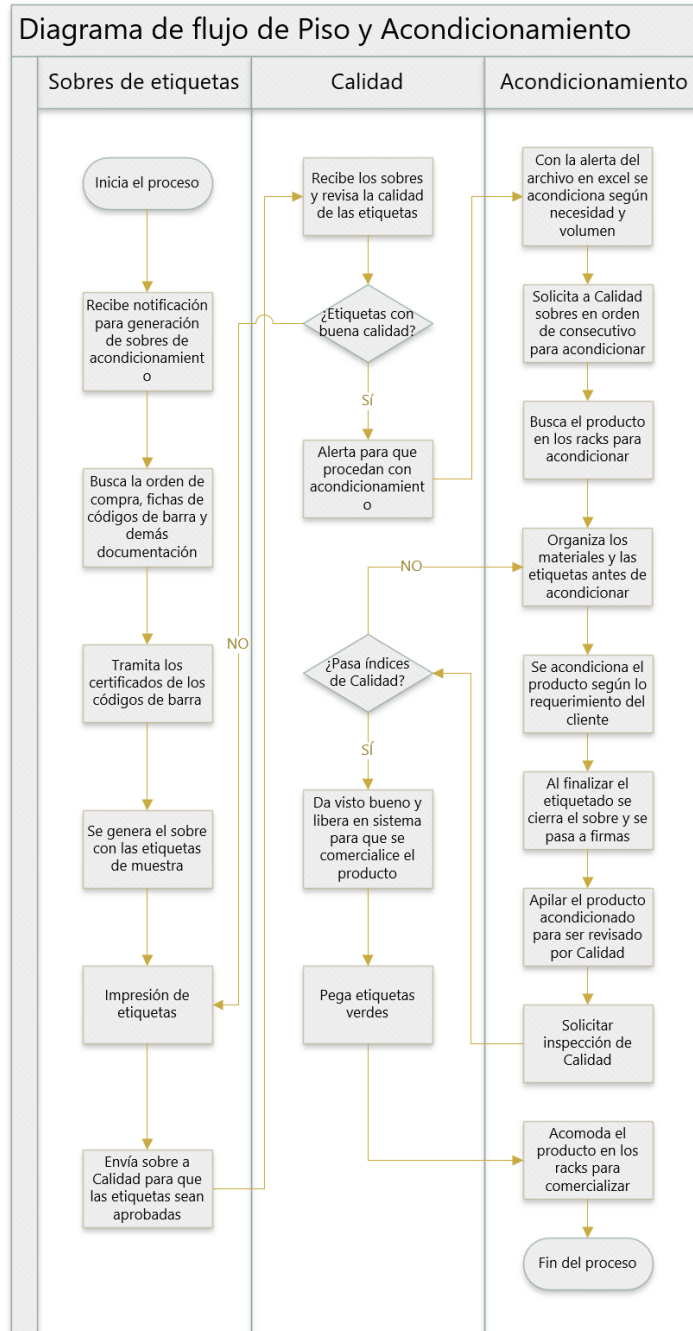 Diagrama de flujo de Piso y Acondicionamiento
Sobres de etiquetas
Calidad
Acondicionamiento
Inicia el proceso
Recibe notificación
para generación
de sobres de
acondicionamient
o
Busca la orden de
compra, fichas de
códigos de barra y
demás
documentación
Tramita los
certificados de los
códigos de barra
Se genera el sobre
con las etiquetas
de muestra
Impresión de
etiquetas
Envía sobre a
Calidad para que
las etiquetas sean
aprobadas
Recibe los sobres
y revisa la calidad
de las etiquetas
¿Etiquetas con
buena calidad?
NO
Sí
Alerta para que
procedan con
acondicionamient
o
Con la alerta del
archivo en excel se
acondiciona según
necesidad y
volumen
Solicita a Calidad
sobres en orden
de consecutivo
para acondicionar
Busca el producto
en los racks para
acondicionar
Organiza los
materiales y las
etiquetas antes de
acondicionar
Se acondiciona el
producto según lo
requerimiento del
cliente
Al finalizar el
etiquetado se
cierra el sobre y se
pasa a firmas
Apilar el producto
acondicionado
para ser revisado
por Calidad
Solicitar
inspección de
Calidad
¿Pasa índices
de Calidad?
NO
SÍ
Da visto bueno y
libera en sistema
para que se
comercialice el
producto
Pega etiquetas
verdes
Acomoda el
producto en los
racks para
comercializar
Fin del proceso